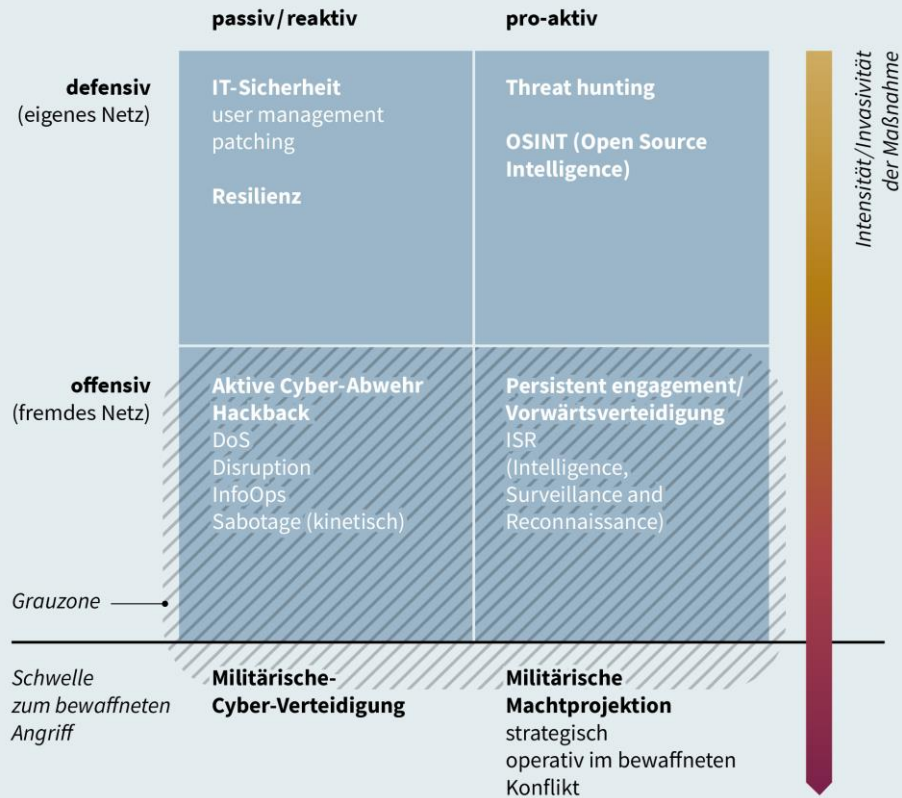 passiv/reaktiv
pro-aktiv
Intensität/Invasivität
der Maßnahme
defensiv
(eigenes Netz)
IT-Sicherheit
user management
patching
Resilienz
Threat hunting
OSINT (Open Source
Intelligence)
offensiv
(fremdes Netz)
Aktive Cyber-Abwehr
Hackback
DoS
Disruption
InfoOps
Sabotage (kinetisch)
Persistent engagement/
Vorwärtsverteidigung
ISR
(Intelligence,
Surveillance and
Reconnaissance)
Grauzone
Schwelle
zum bewaffneten
Angriff
Militärische-
Cyber-Verteidigung
Militärische
Machtprojektion
strategisch
operativ im bewaffneten
Konflikt